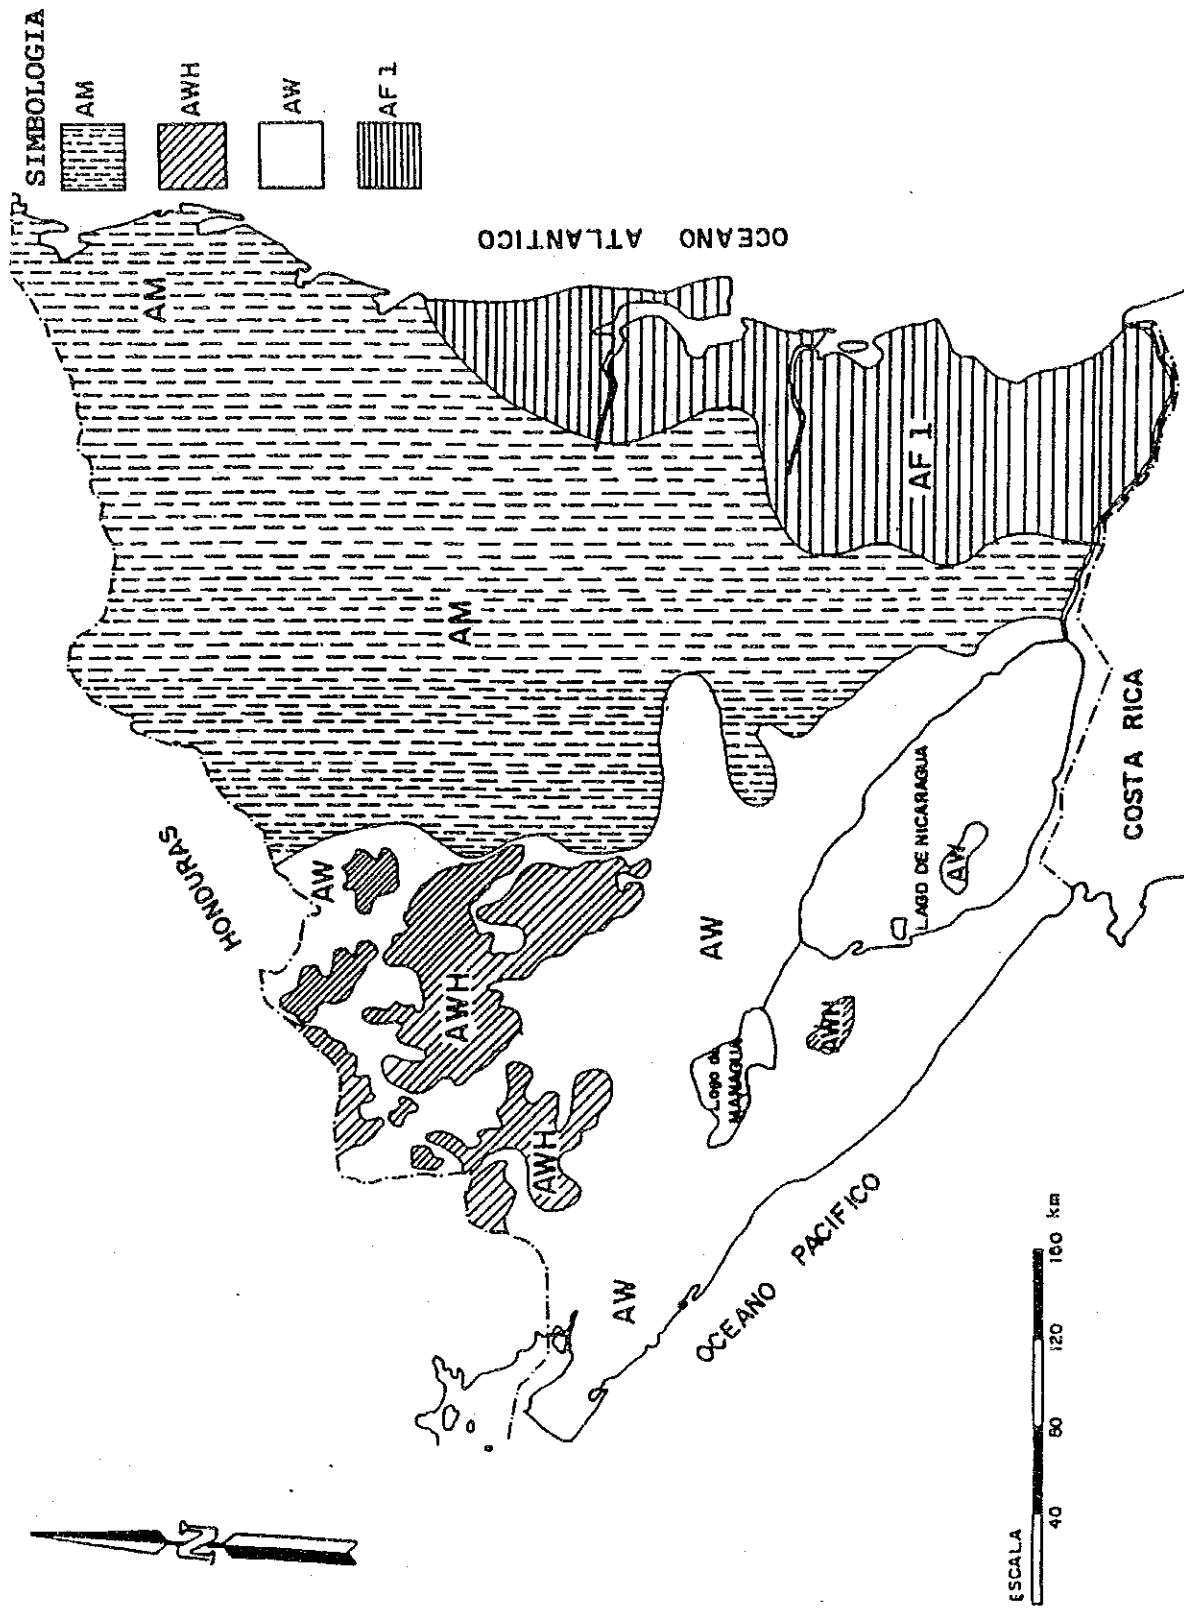 SIMBOLOGIA
AM
AWH
AW
AF 1
N
HONDURAS
AM
OCEANO ATLANTICO
AM
AW
AWH
AWH
AF 1
AW
Lago de
MANAGUA
AWH
LAGO DE NICARAGUA
AW
AW
OCEANO PACIFICO
COSTA RICA
ESCALA
40 80 120 160 km